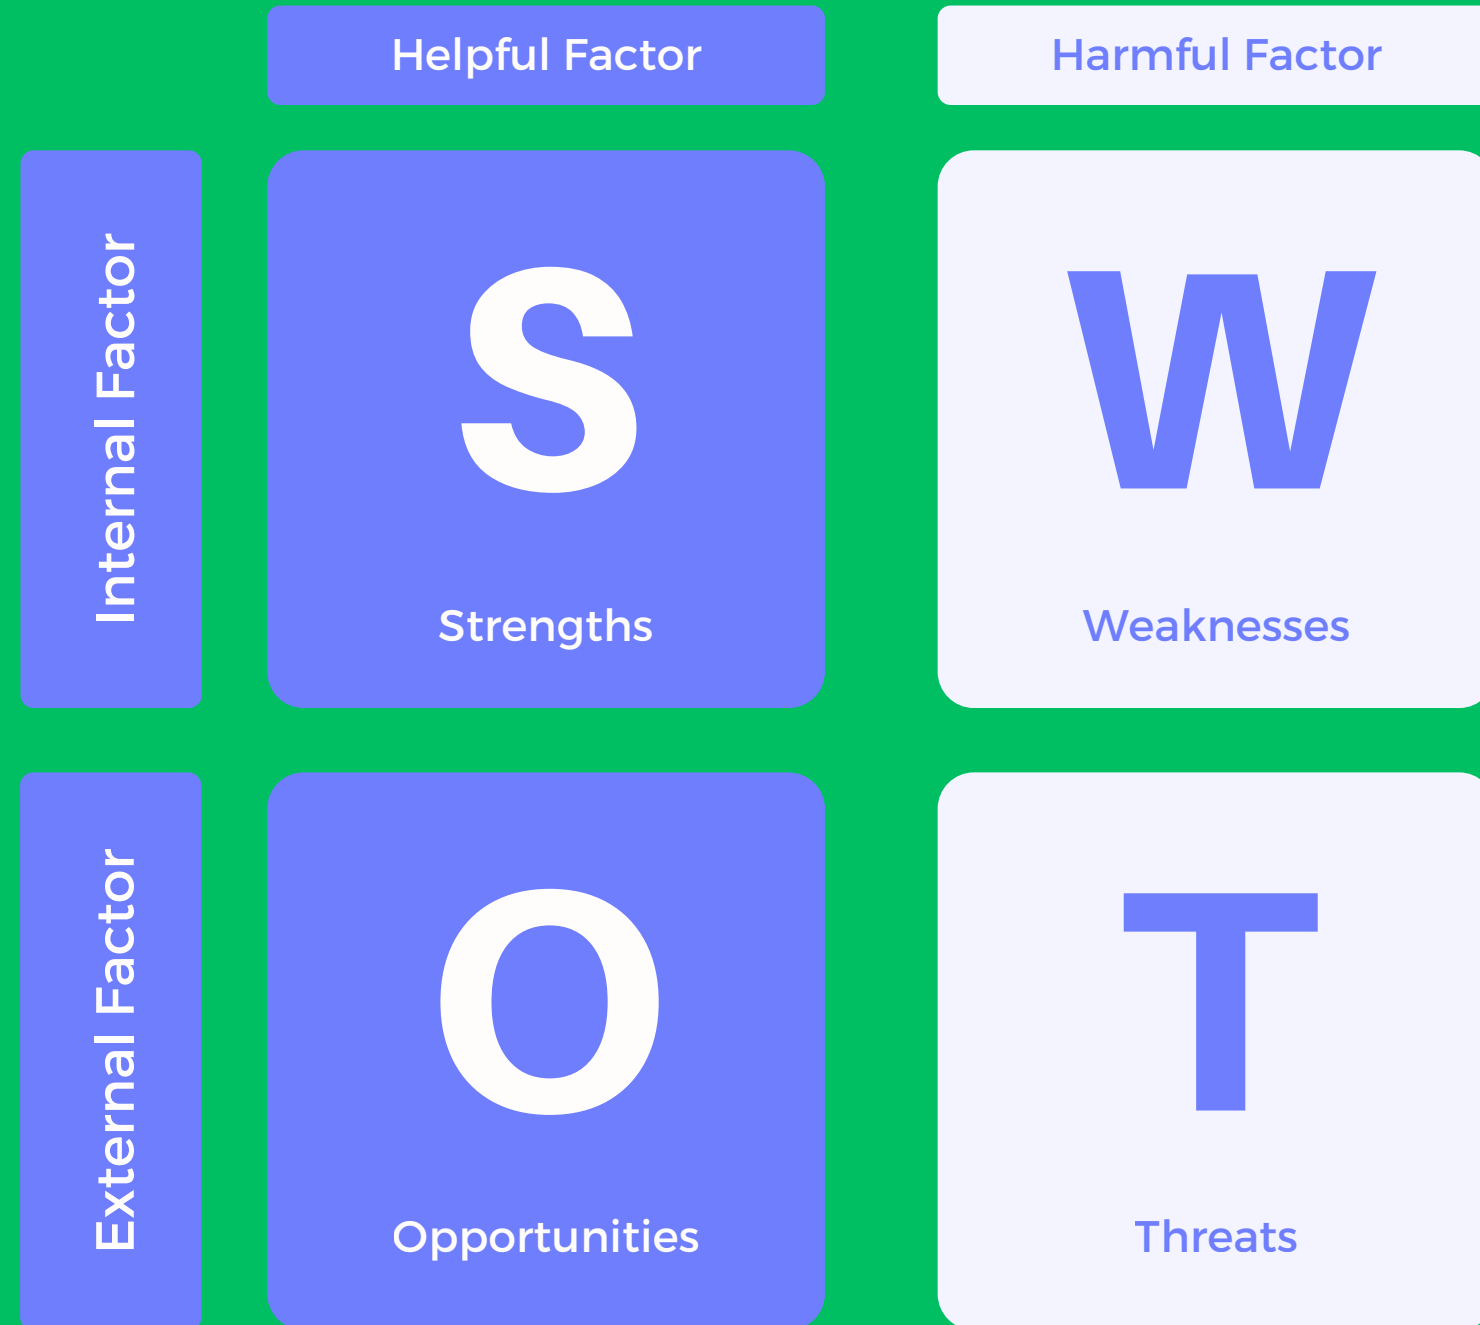 Helpful Factor
Harmful Factor
Internal Factor
S
W
Strengths
Weaknesses
External Factor
O
T
Opportunities
Threats